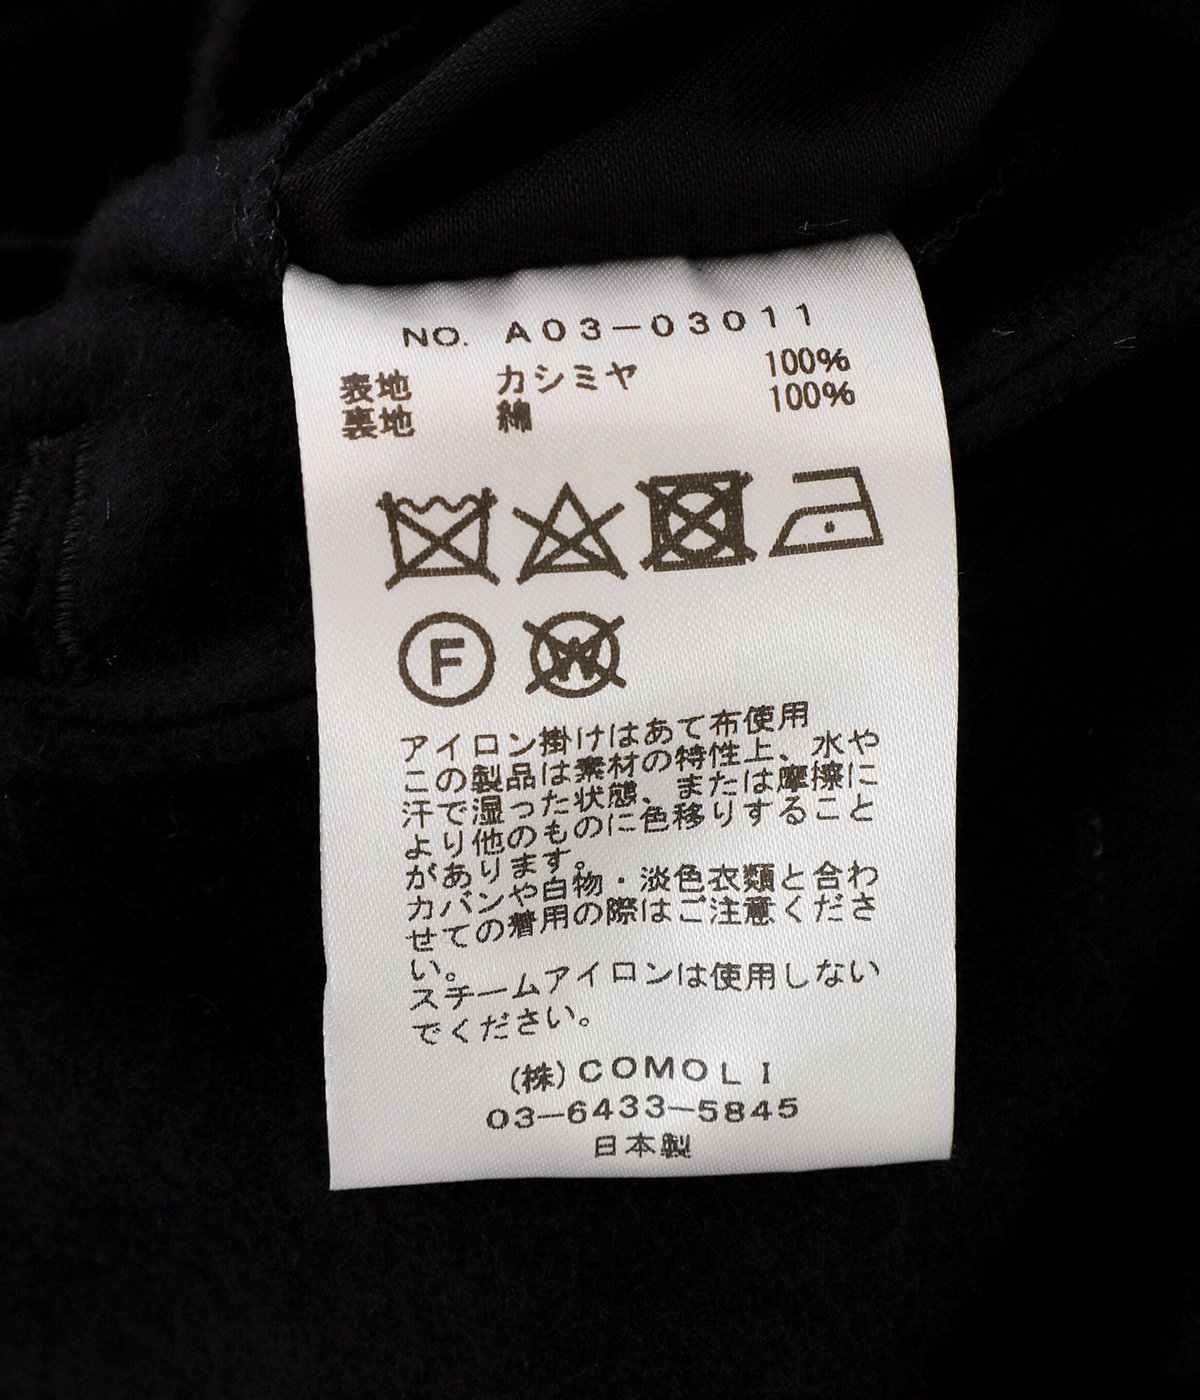 NO. A03-03011
表地 カシミヤ 100%
裏地 綿 100%
F W
アイロン掛けはあて布使用
この製品は素材の特性上、水や
汗で湿った状態、または摩擦に
より他のものに色移りすること
があります。
カバンや白物・淡色衣類と合わ
せての着用の際はご注意くださ
い。
スチームアイロンは使用しない
でください。
(株)COMOLI
03-6433-5845
日本製